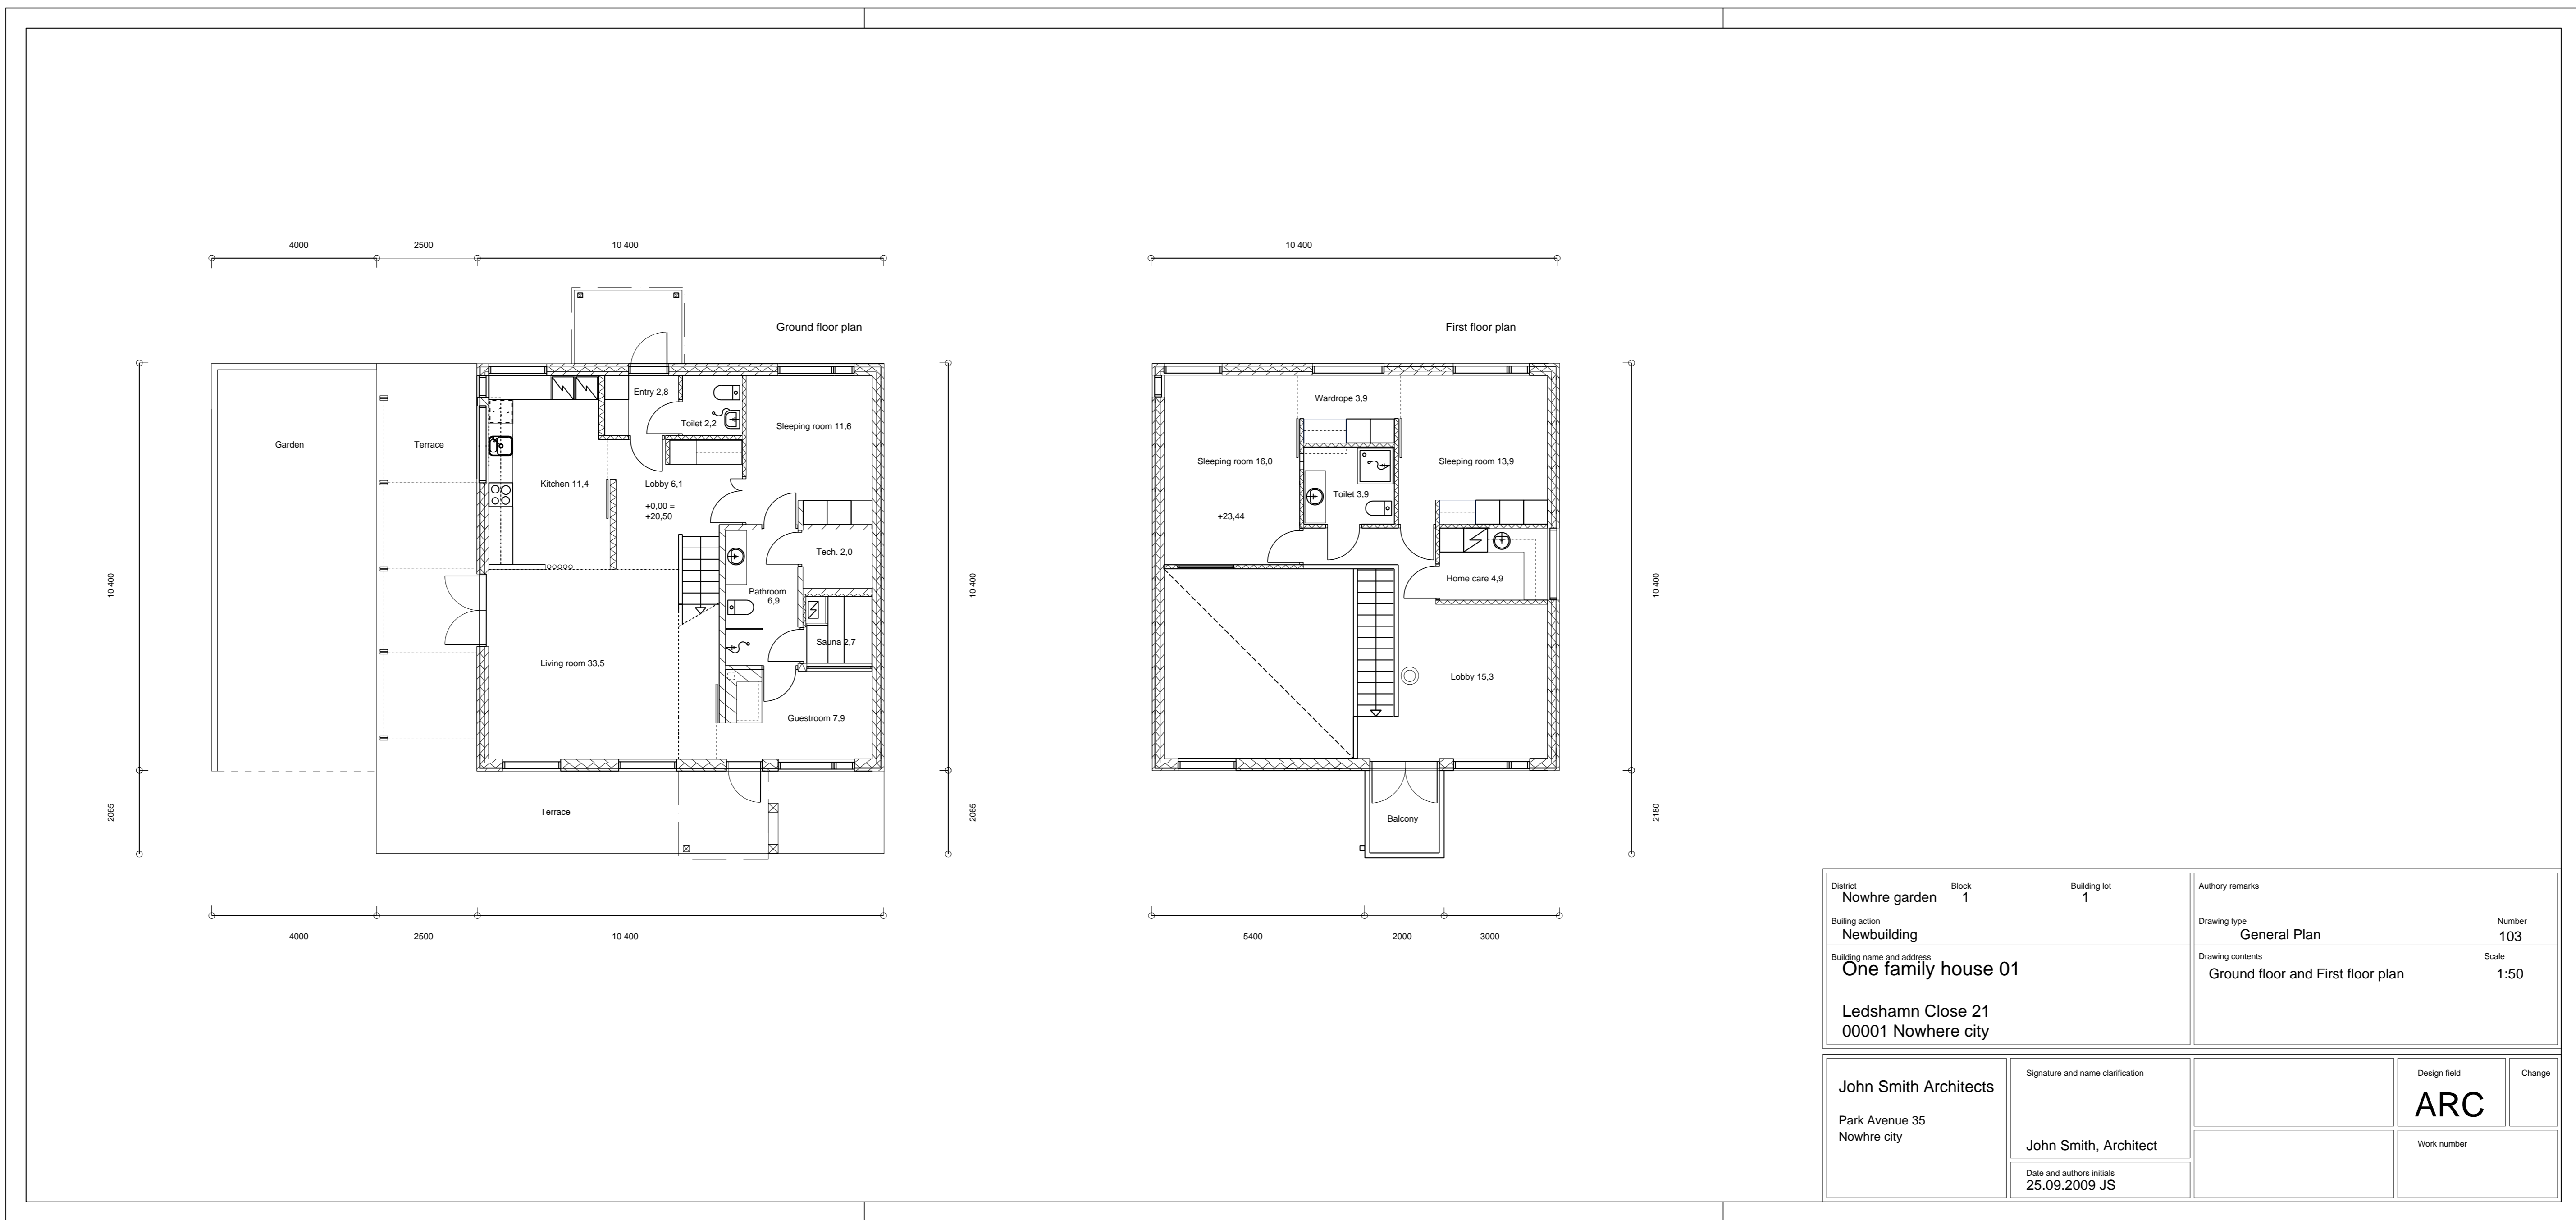 4000 2500 10 400
10 400
Ground floor plan
First floor plan
Entry 2,8
Toilet 2,2
Sleeping room 11,6
Garden
Terrace
Kitchen 11,4
Lobby 6,1
+0,00 =
+20,50
Tech. 2,0
Pathroom
6,9
Sauna 2,7
Living room 33,5
Guestroom 7,9
Terrace
10 400
2065
10 400
2065
4000 2500 10 400
Wardrope 3,9
Sleeping room 16,0
Sleeping room 13,9
Toilet 3,9
+23,44
Home care 4,9
Lobby 15,3
Balcony
10 400
2180
5400 2000 3000
District Block Building lot
Nowhre garden 1 1
Builing action
Newbuilding
Building name and address
One family house 01
Ledshamn Close 21
00001 Nowhere city
Authory remarks
Drawing type Number
General Plan 103
Drawing contents Scale
Ground floor and First floor plan 1:50
John Smith Architects
Park Avenue 35
Nowhre city
Signature and name clarification
John Smith, Architect
Date and authors initials
25.09.2009 JS
Design field Change
ARC
Work number